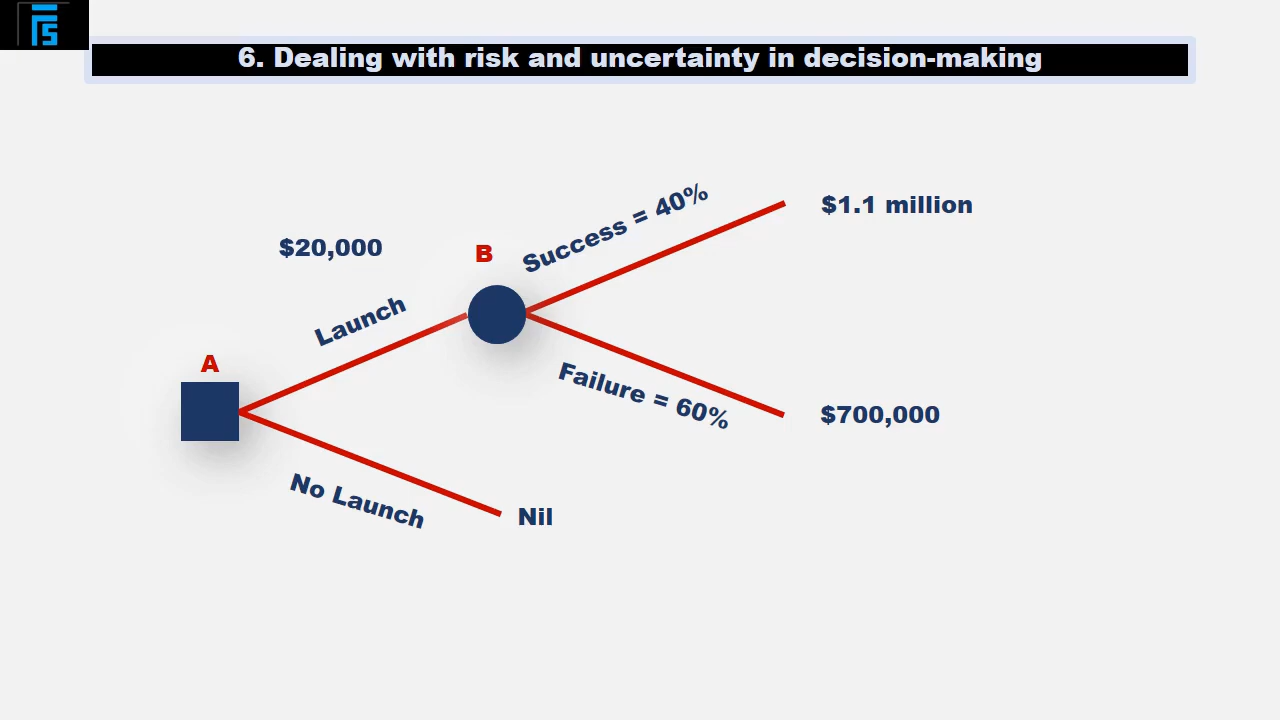 6. Dealing with risk and uncertainty in decision-making
Success = 40%
$1.1 million
$20,000
B
Launch
A
Failure = 60%
$700,000
No Launch
Nil